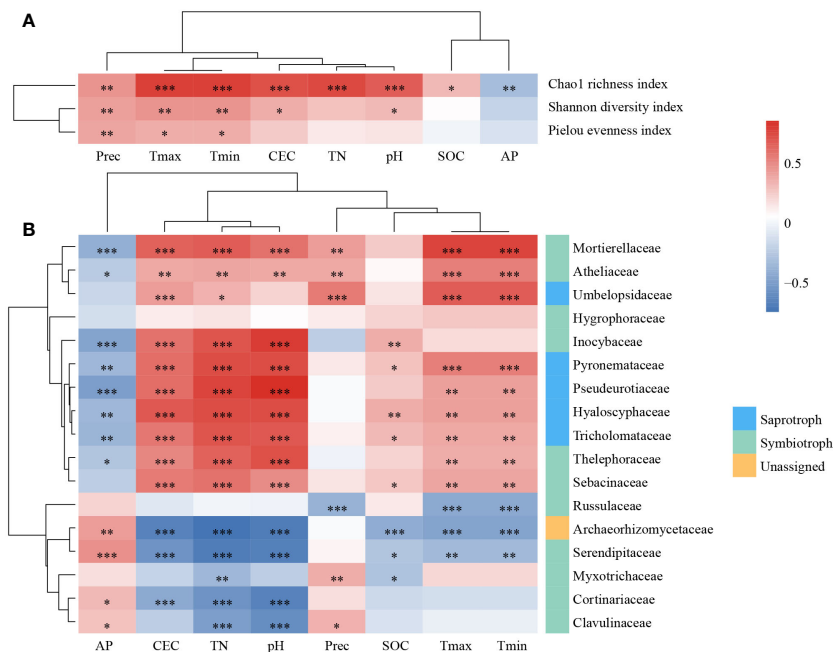 A
** *** *** *** *** *** * ** Chao1 richness index
** ** ** * * Shannon diversity index
** * * Pielou evenness index
Prec Tmax Tmin CEC TN pH SOC AP
0.5
0
−0.5
B
*** *** *** *** ** *** *** Mortierellaceae
* ** ** ** ** *** *** Atheliaceae
*** * *** *** *** Umbelopsidaceae
Hygrophoraceae
*** *** *** *** ** Inocybaceae
** *** *** *** * *** *** Pyronemataceae
*** *** *** *** ** ** Pseudeurotiaceae
** *** *** *** ** ** ** Hyaloscyphaceae
** *** *** *** * ** ** Tricholomataceae
* *** *** *** ** ** Thelephoraceae
*** *** *** * ** ** Sebacinaceae
*** *** *** Russulaceae
** *** *** *** *** *** *** Archaeorhizomycetaceae
*** *** *** *** * ** ** Serendipitaceae
** ** * Myxotrichaceae
* *** *** *** Cortinariaceae
* *** *** * Clavulinaceae
AP CEC TN pH Prec SOC Tmax Tmin
Saprotroph
Symbiotroph
Unassigned